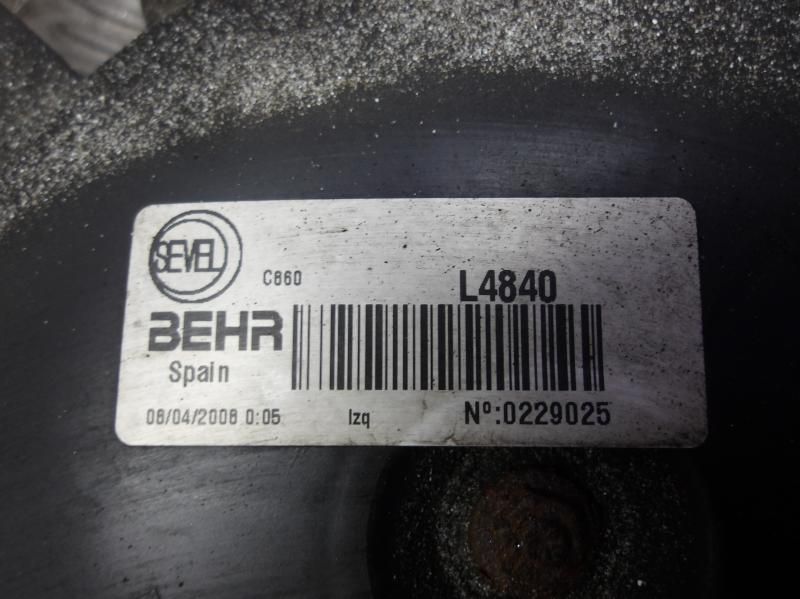 SEVEL
C860
L4840
BEHR
Spain
08/04/2008 0:05
Izq
Nº:0229025